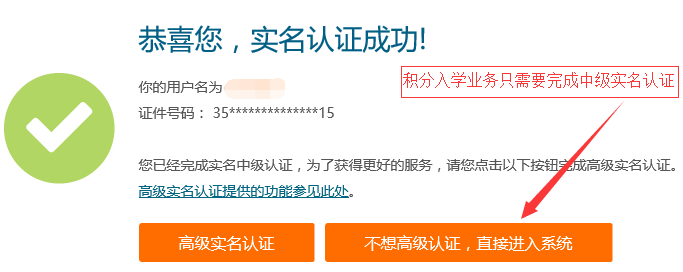 恭喜您，实名认证成功!
你的用户名为
积分入学业务只需要完成中级实名认证
证件号码： 35**************15
您已经完成实名中级认证，为了获得更好的服务，请您点击以下按钮完成高级实名认证。
高级实名认证提供的功能参见此处。
高级实名认证
不想高级认证，直接进入系统